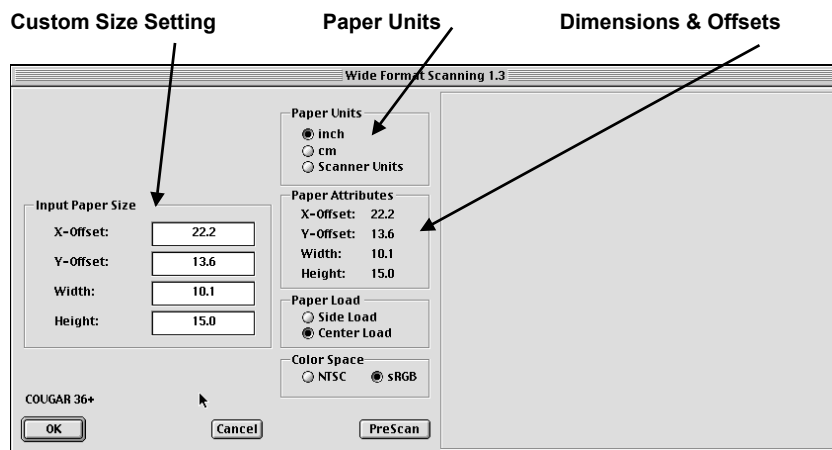 Custom Size Setting Paper Units Dimensions & Offsets
Wide Format Scanning 1.3
Paper Units
inch
cm
Scanner Units
Input Paper Size
X-Offset: 22.2
Y-Offset: 13.6
Width: 10.1
Height: 15.0
Paper Attributes
X-Offset: 22.2
Y-Offset: 13.6
Width: 10.1
Height: 15.0
Paper Load
Side Load
Center Load
Color Space
NTSC sRGB
COUGAR 36+
OK Cancel PreScan